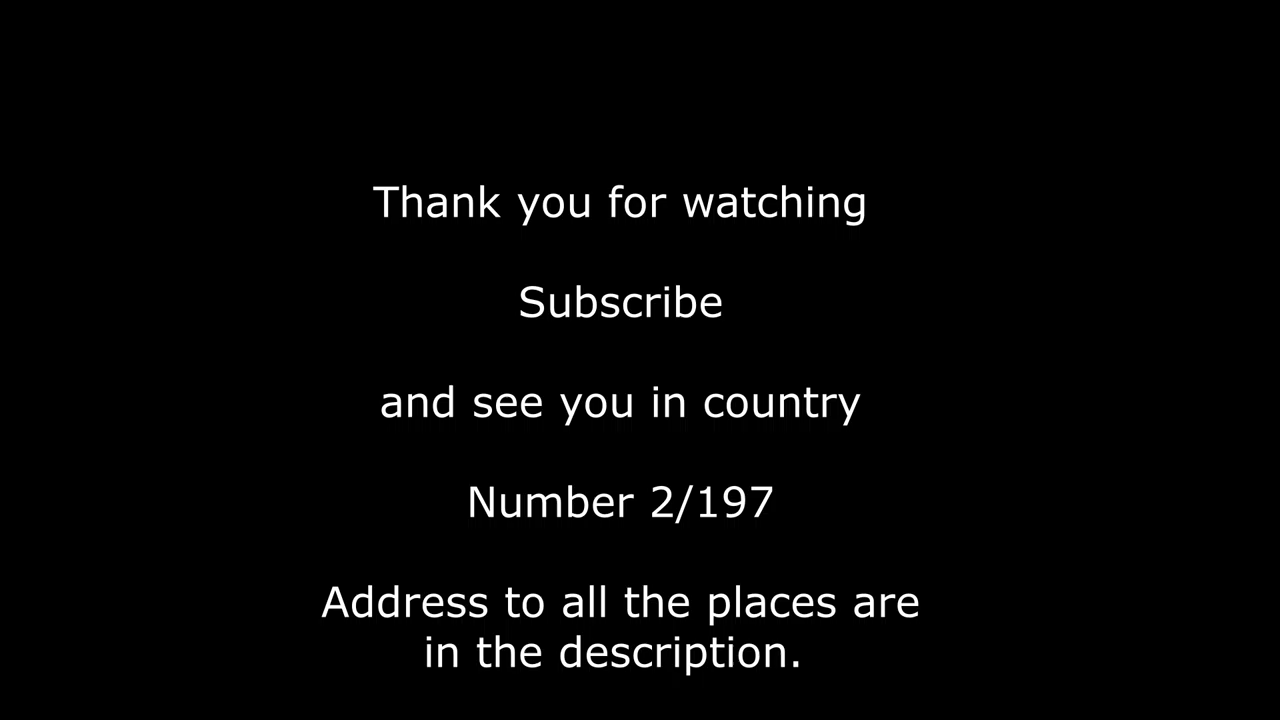 Thank you for watching
Subscribe
and see you in country
Number 2/197
Address to all the places are
in the description.